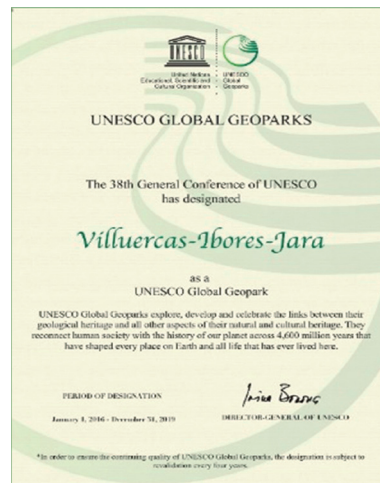 United Nations
Educational, Scientific and
Cultural Organization
UNESCO
Global
Geoparks
UNESCO GLOBAL GEOPARKS
The 38th General Conference of UNESCO
has designated
Villuercas-Ibores-Jara
as a
UNESCO Global Geopark
UNESCO Global Geoparks explore, develop and celebrate the links between their
geological heritage and all other aspects of their natural and cultural heritage. They
reconnect human society with the history of our planet across 4,600 million years that
have shaped every place on Earth and all life that has ever lived here.
Irina Bokova
PERIOD OF DESIGNATION
January 1, 2016 - December 31, 2019
DIRECTOR-GENERAL OF UNESCO
*In order to ensure the continuing quality of UNESCO Global Geoparks, the designation is subject to
revalidation every four years.